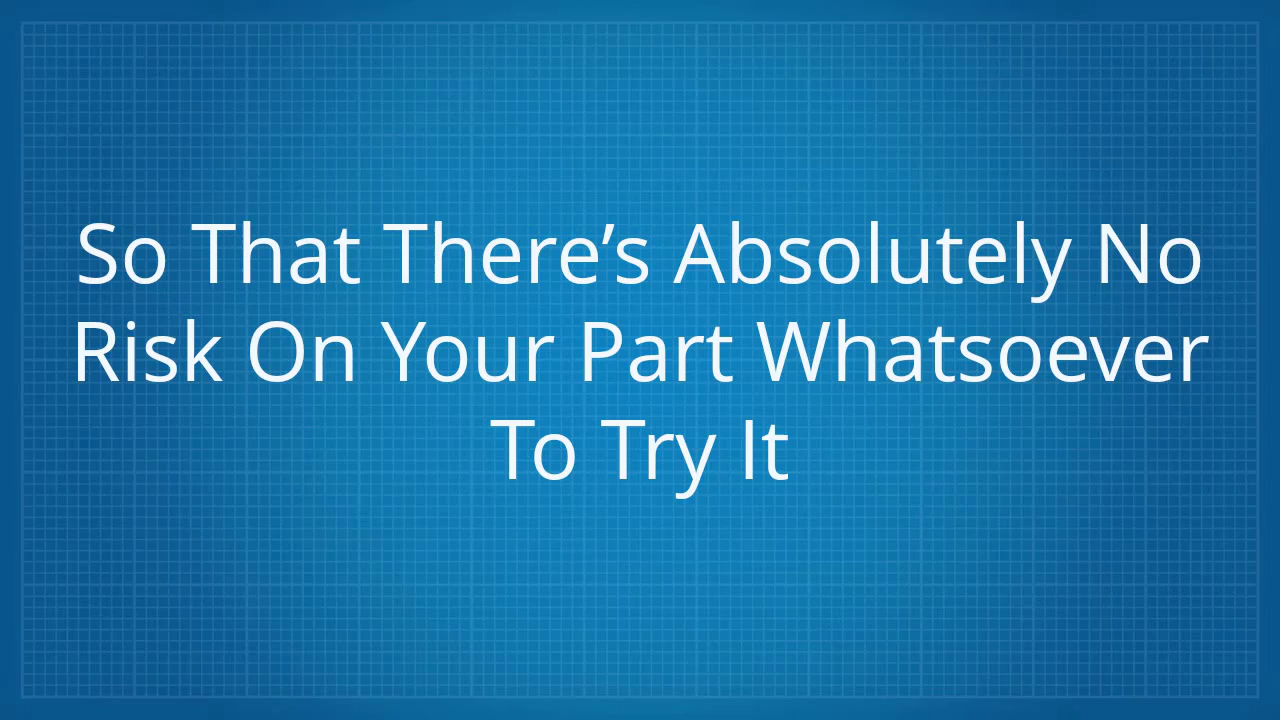 So That There’s Absolutely No
Risk On Your Part Whatsoever
To Try It